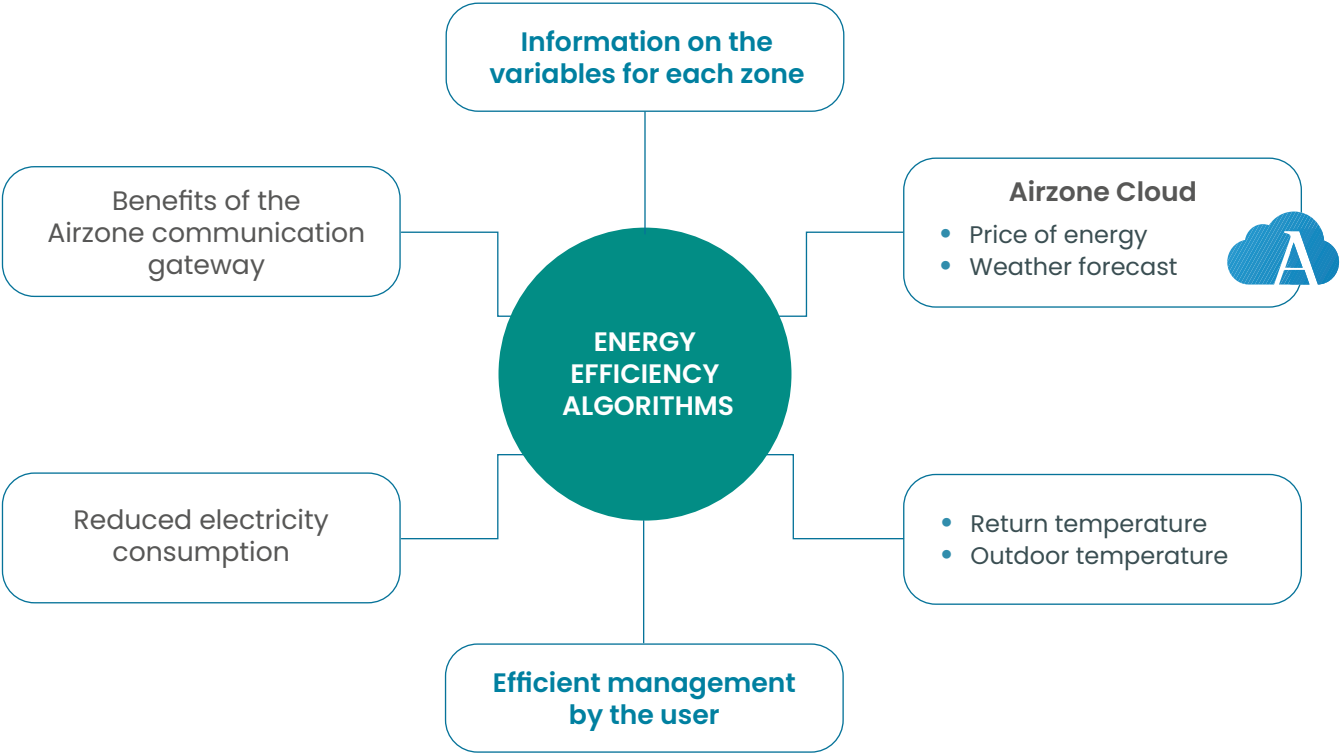 Information on the
variables for each zone
Benefits of the
Airzone communication
gateway
Airzone Cloud
• Price of energy
• Weather forecast
A
ENERGY
EFFICIENCY
ALGORITHMS
Reduced electricity
consumption
• Return temperature
• Outdoor temperature
Efficient management
by the user